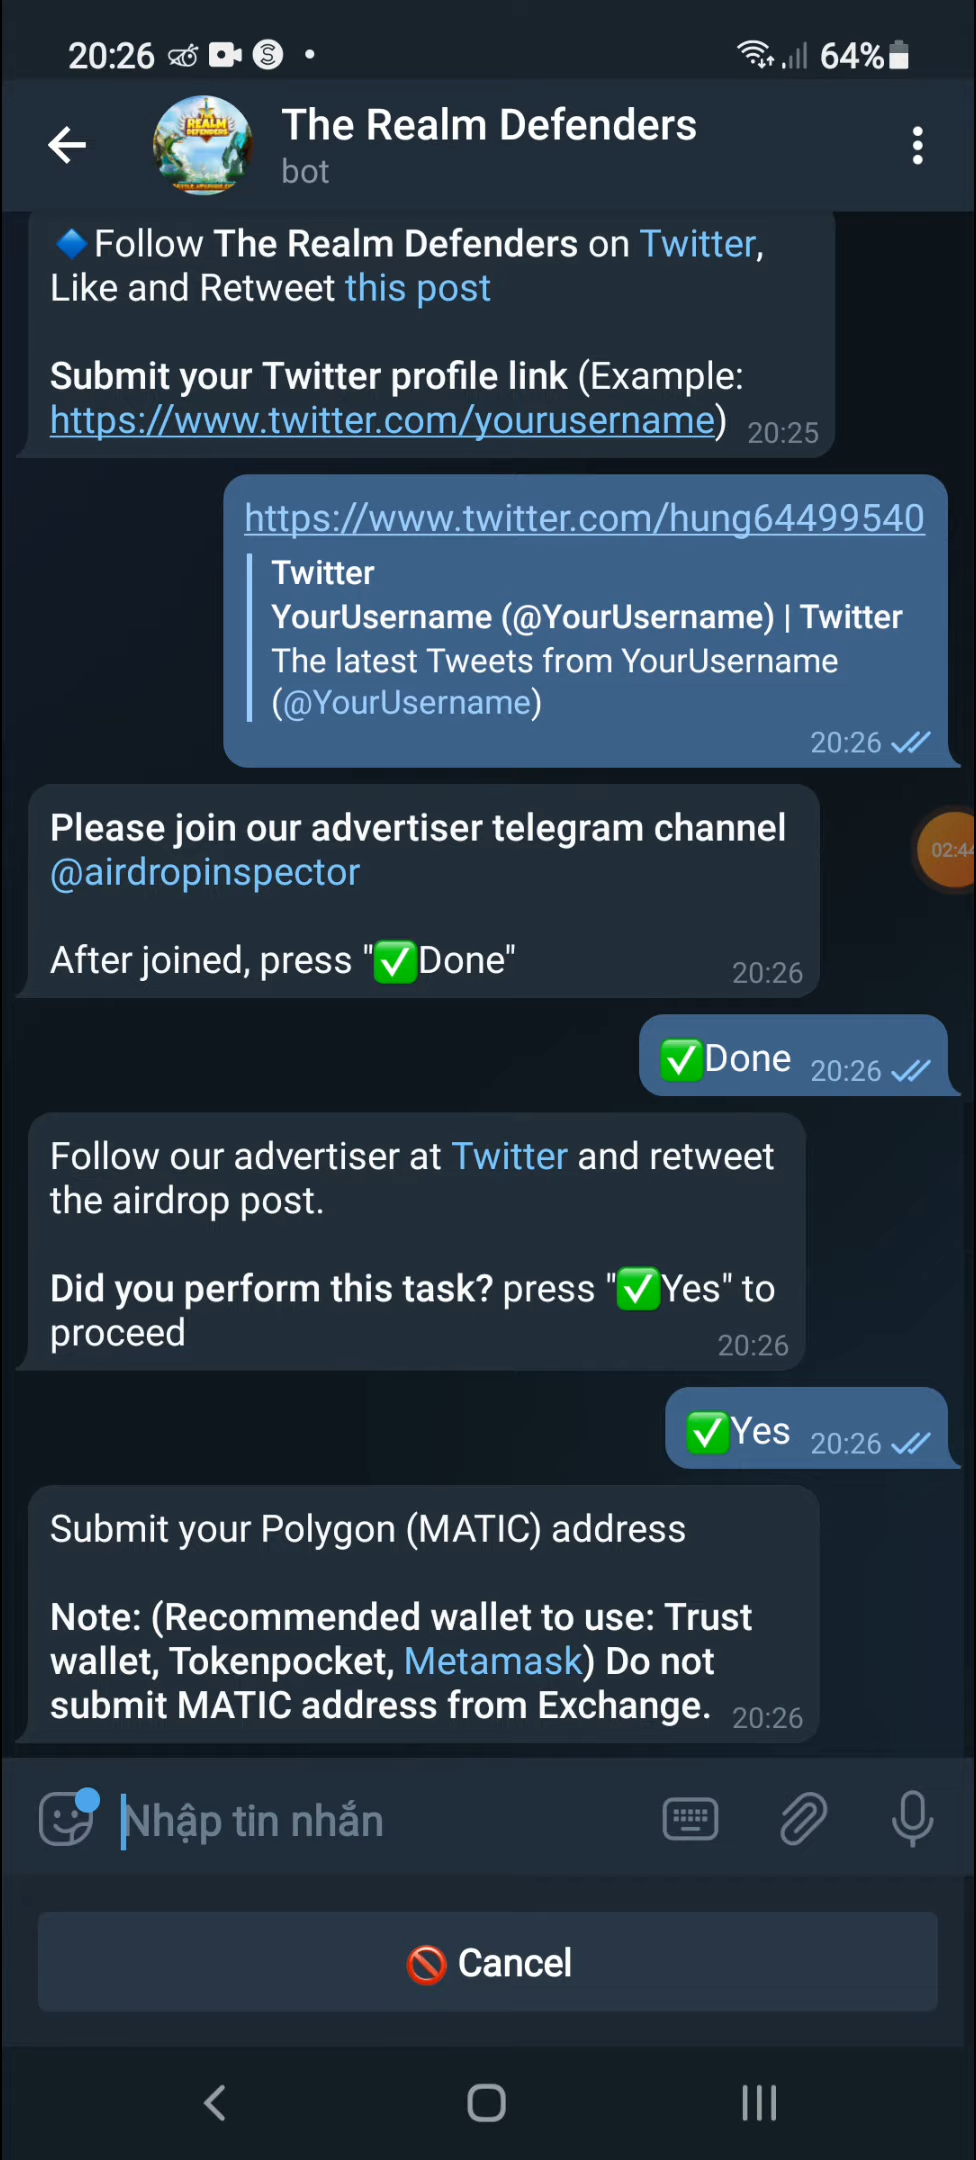 20:26
64%
The Realm Defenders
bot
🔷Follow The Realm Defenders on Twitter,
Like and Retweet this post
Submit your Twitter profile link (Example:
https://www.twitter.com/yourusername)
20:25
https://www.twitter.com/hung64499540
Twitter
YourUsername (@YourUsername) | Twitter
The latest Tweets from YourUsername
(@YourUsername)
20:26
Please join our advertiser telegram channel
@airdropinspector
02:44
After joined, press "✅Done"
20:26
✅Done 20:26
Follow our advertiser at Twitter and retweet
the airdrop post.
Did you perform this task? press "✅Yes" to
proceed
20:26
✅Yes 20:26
Submit your Polygon (MATIC) address
Note: (Recommended wallet to use: Trust
wallet, Tokenpocket, Metamask) Do not
submit MATIC address from Exchange.
20:26
Nhập tin nhắn
🚫 Cancel